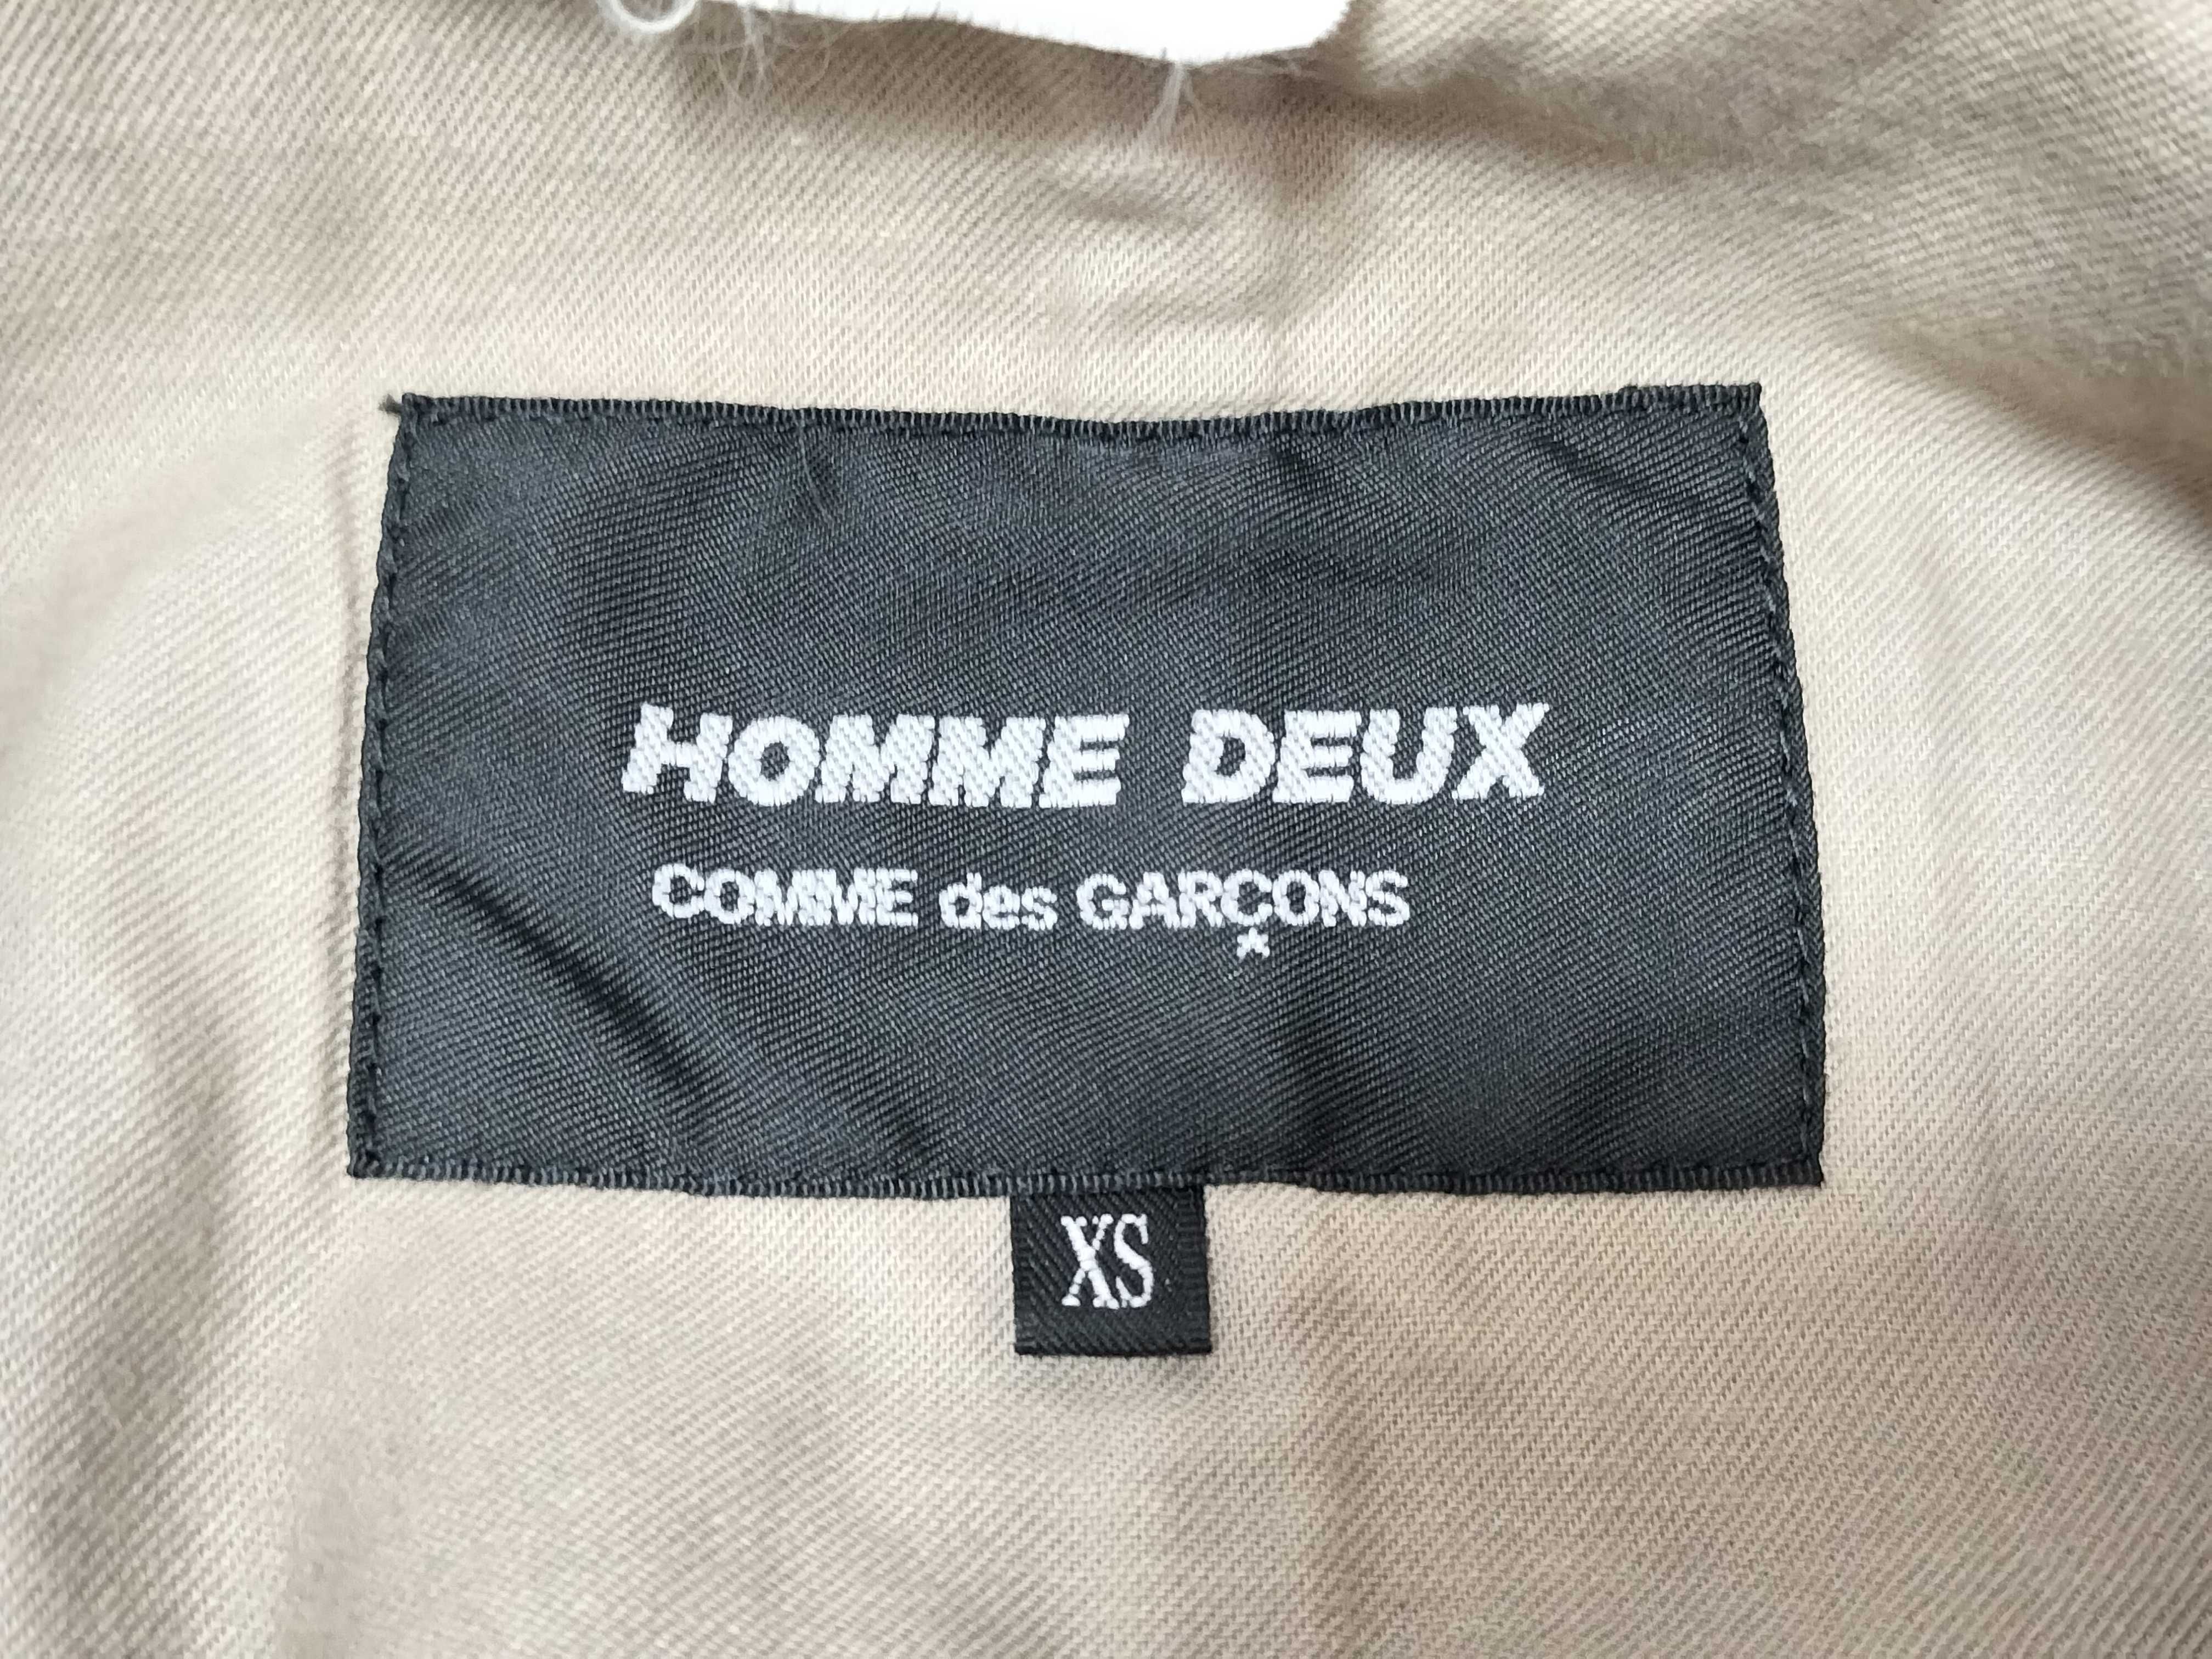 HOMME DEUX
COMME des GARÇONS
XS